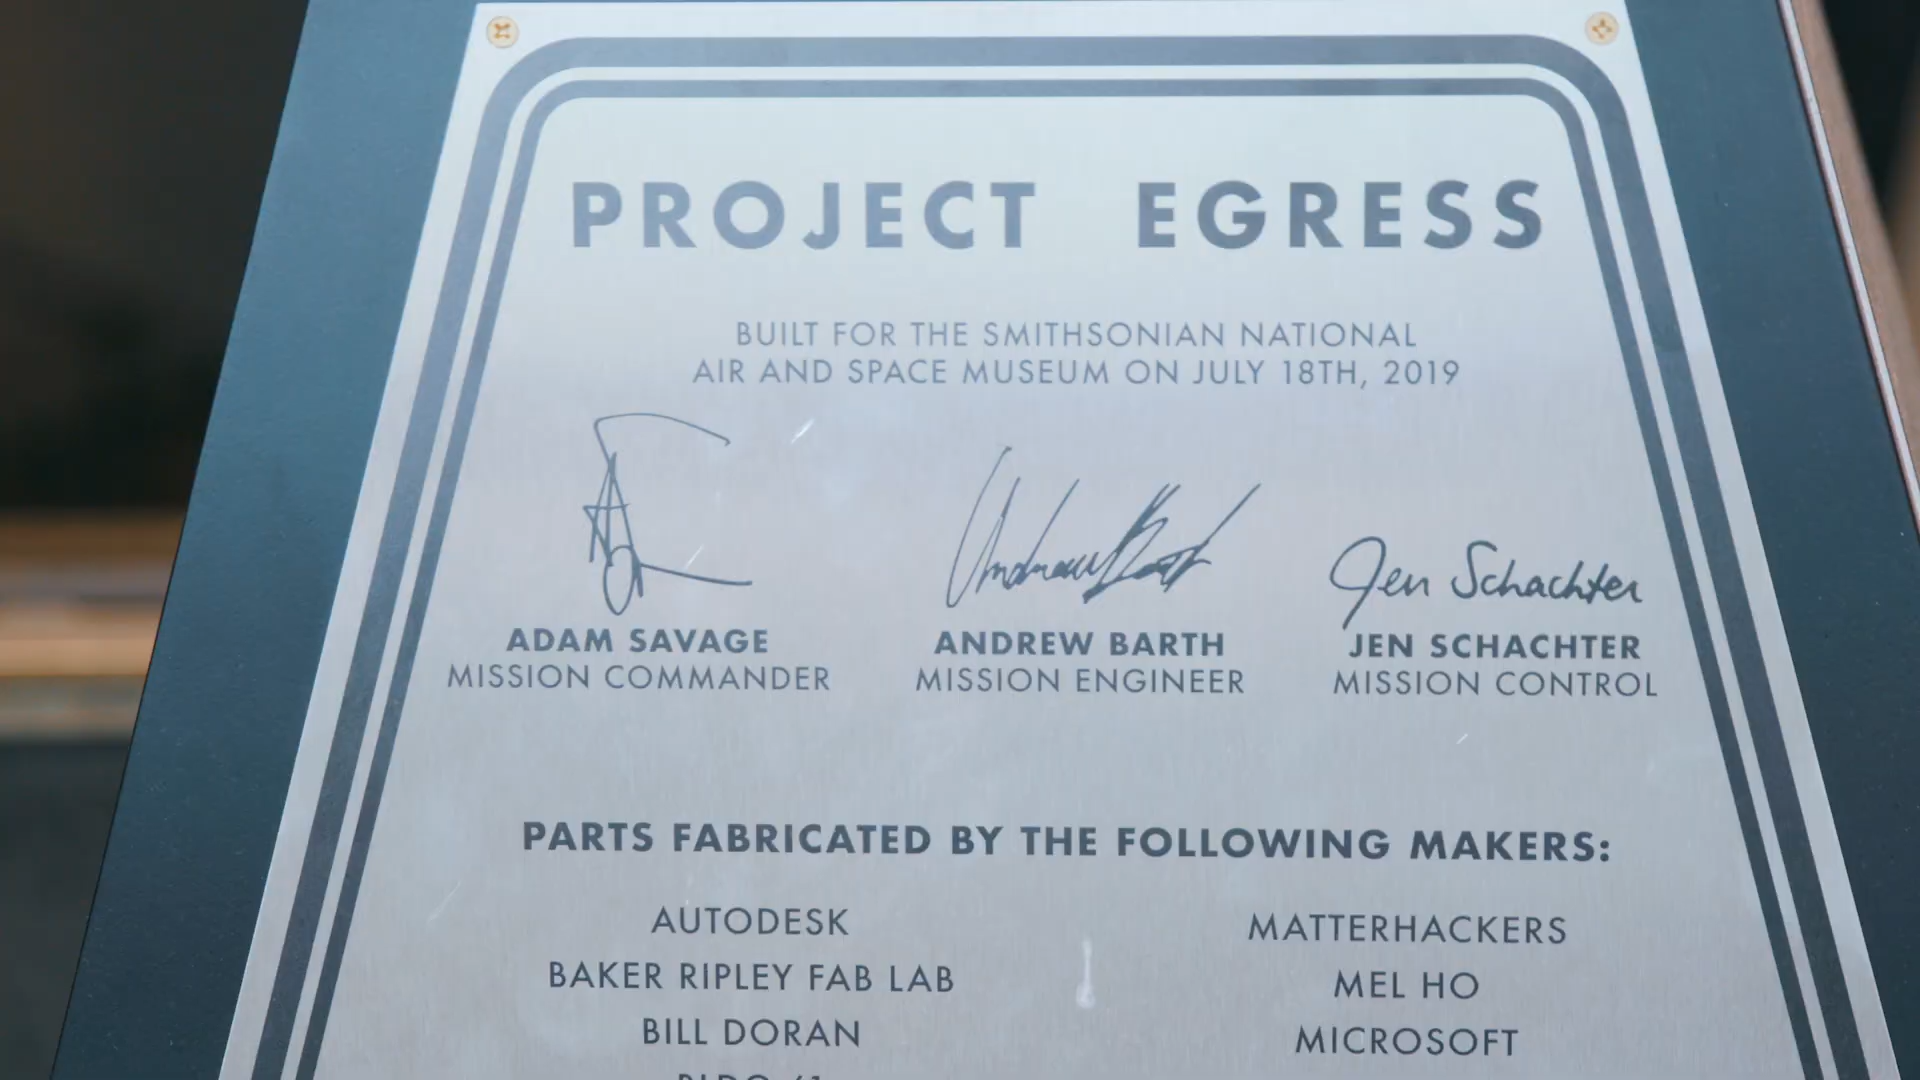 PROJECT EGRESS
BUILT FOR THE SMITHSONIAN NATIONAL
AIR AND SPACE MUSEUM ON JULY 18TH, 2019
Andrew Barth
Jen Schachter
ADAM SAVAGE
MISSION COMMANDER
ANDREW BARTH
MISSION ENGINEER
JEN SCHACHTER
MISSION CONTROL
PARTS FABRICATED BY THE FOLLOWING MAKERS:
AUTODESK
BAKER RIPLEY FAB LAB
BILL DORAN
MATTERHACKERS
MEL HO
MICROSOFT